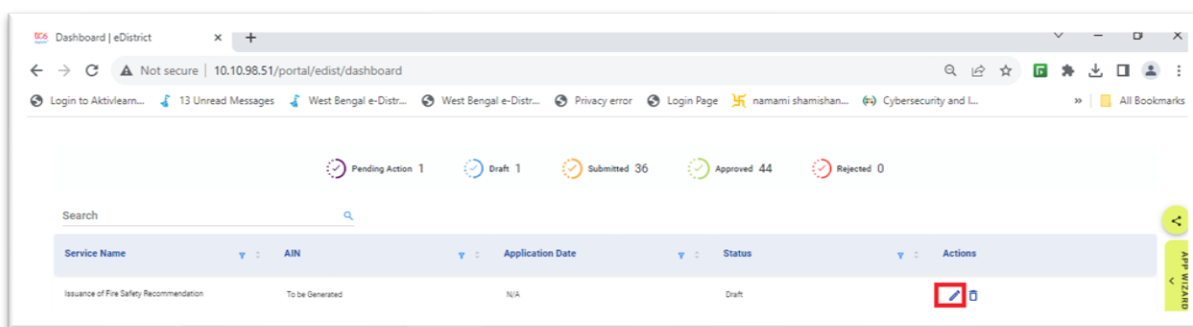 tcs Dashboard | eDistrict
Not secure | 10.10.98.51/portal/edist/dashboard
Login to Aktivlearn... 13 Unread Messages West Bengal e-Distr... West Bengal e-Distr... Privacy error Login Page namami shamishan... Cybersecurity and I... » All Bookmarks
Pending Action 1 Draft 1 Submitted 36 Approved 44 Rejected 0
Search
Service Name AIN Application Date Status Actions
Issuance of Fire Safety Recommendation To be Generated N/A Draft
APP WIZARD